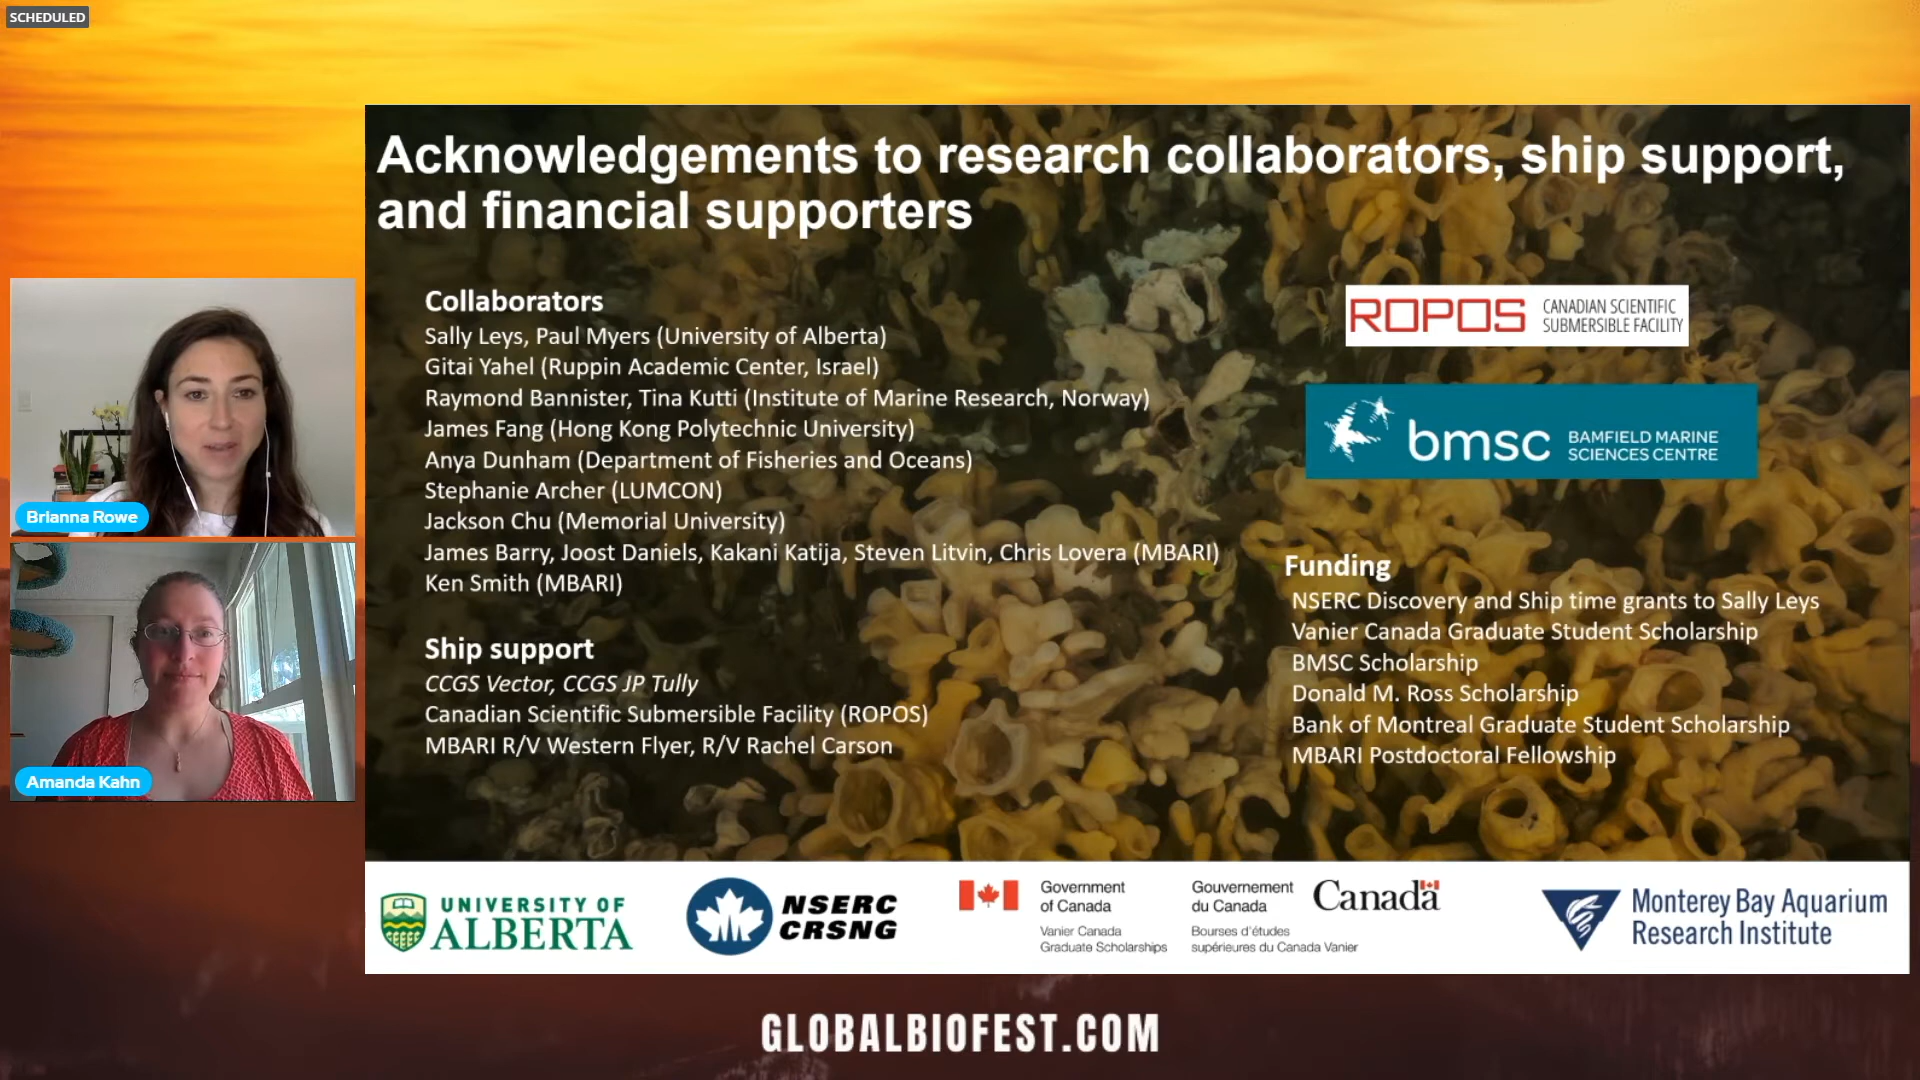 SCHEDULED
Acknowledgements to research collaborators, ship support,
and financial supporters
Collaborators
Sally Leys, Paul Myers (University of Alberta)
Gitai Yahel (Ruppin Academic Center, Israel)
Raymond Bannister, Tina Kutti (Institute of Marine Research, Norway)
James Fang (Hong Kong Polytechnic University)
Anya Dunham (Department of Fisheries and Oceans)
Stephanie Archer (LUMCON)
Jackson Chu (Memorial University)
James Barry, Joost Daniels, Kakani Katija, Steven Litvin, Chris Lovera (MBARI)
Ken Smith (MBARI)
Ship support
CCGS Vector, CCGS JP Tully
Canadian Scientific Submersible Facility (ROPOS)
MBARI R/V Western Flyer, R/V Rachel Carson
ROPOS
CANADIAN SCIENTIFIC
SUBMERSIBLE FACILITY
bmsc
BAMFIELD MARINE
SCIENCES CENTRE
Funding
NSERC Discovery and Ship time grants to Sally Leys
Vanier Canada Graduate Student Scholarship
BMSC Scholarship
Donald M. Ross Scholarship
Bank of Montreal Graduate Student Scholarship
MBARI Postdoctoral Fellowship
Brianna Rowe
Amanda Kahn
UNIVERSITY OF
ALBERTA
NSERC
CRSNG
Government
of Canada
Vanier Canada
Graduate Scholarships
Gouvernement
du Canada
Bourses d'études
supérieures du Canada Vanier
Canada
Monterey Bay Aquarium
Research Institute
GLOBALBIOFEST.COM